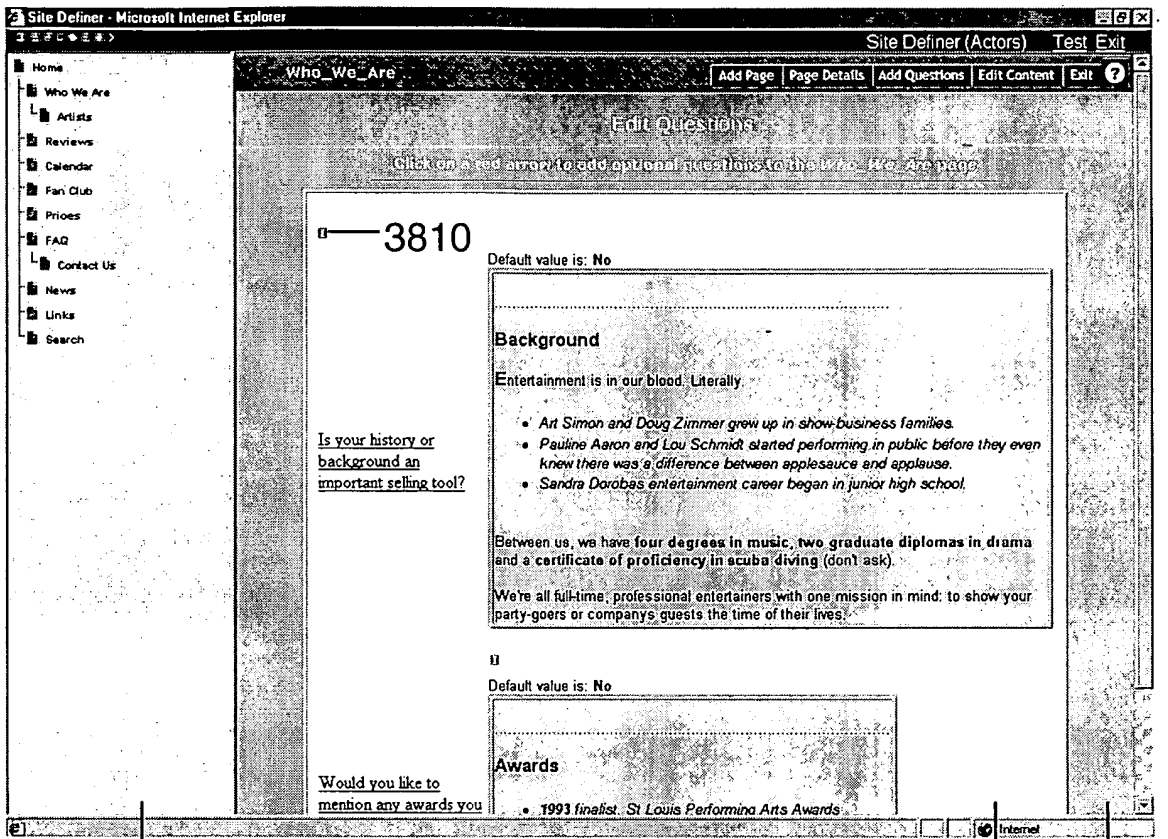 Site Definer - Microsoft Internet Explorer
Site Definer (Actors) Test Exit
Home
Who We Are
Artists
Reviews
Calendar
Fan Club
Prices
FAQ
Contact Us
News
Links
Search
Who_We_Are
Add Page Page Details Add Questions Edit Content Exit ?
Edit Questions
Click on a red arrow to add optional questions to the Who_We_Are page
3810
Default value is: No
Background
Entertainment is in our blood. Literally.
• Art Simon and Doug Zimmer grew up in show-business families.
• Pauline Aaron and Lou Schmidt started performing in public before they even
knew there was a difference between applesauce and applause.
• Sandra Dorobas entertainment career began in junior high school.
Is your history or
background an
important selling tool?
Between us, we have four degrees in music, two graduate diplomas in drama
and a certificate of proficiency in scuba diving (don't ask).
We're all full-time, professional entertainers with one mission in mind: to show your
party-goers or companys guests the time of their lives.
Default value is: No
Awards
Would you like to
mention any awards you
• 1993 finalist, St Louis Performing Arts Awards
Internet